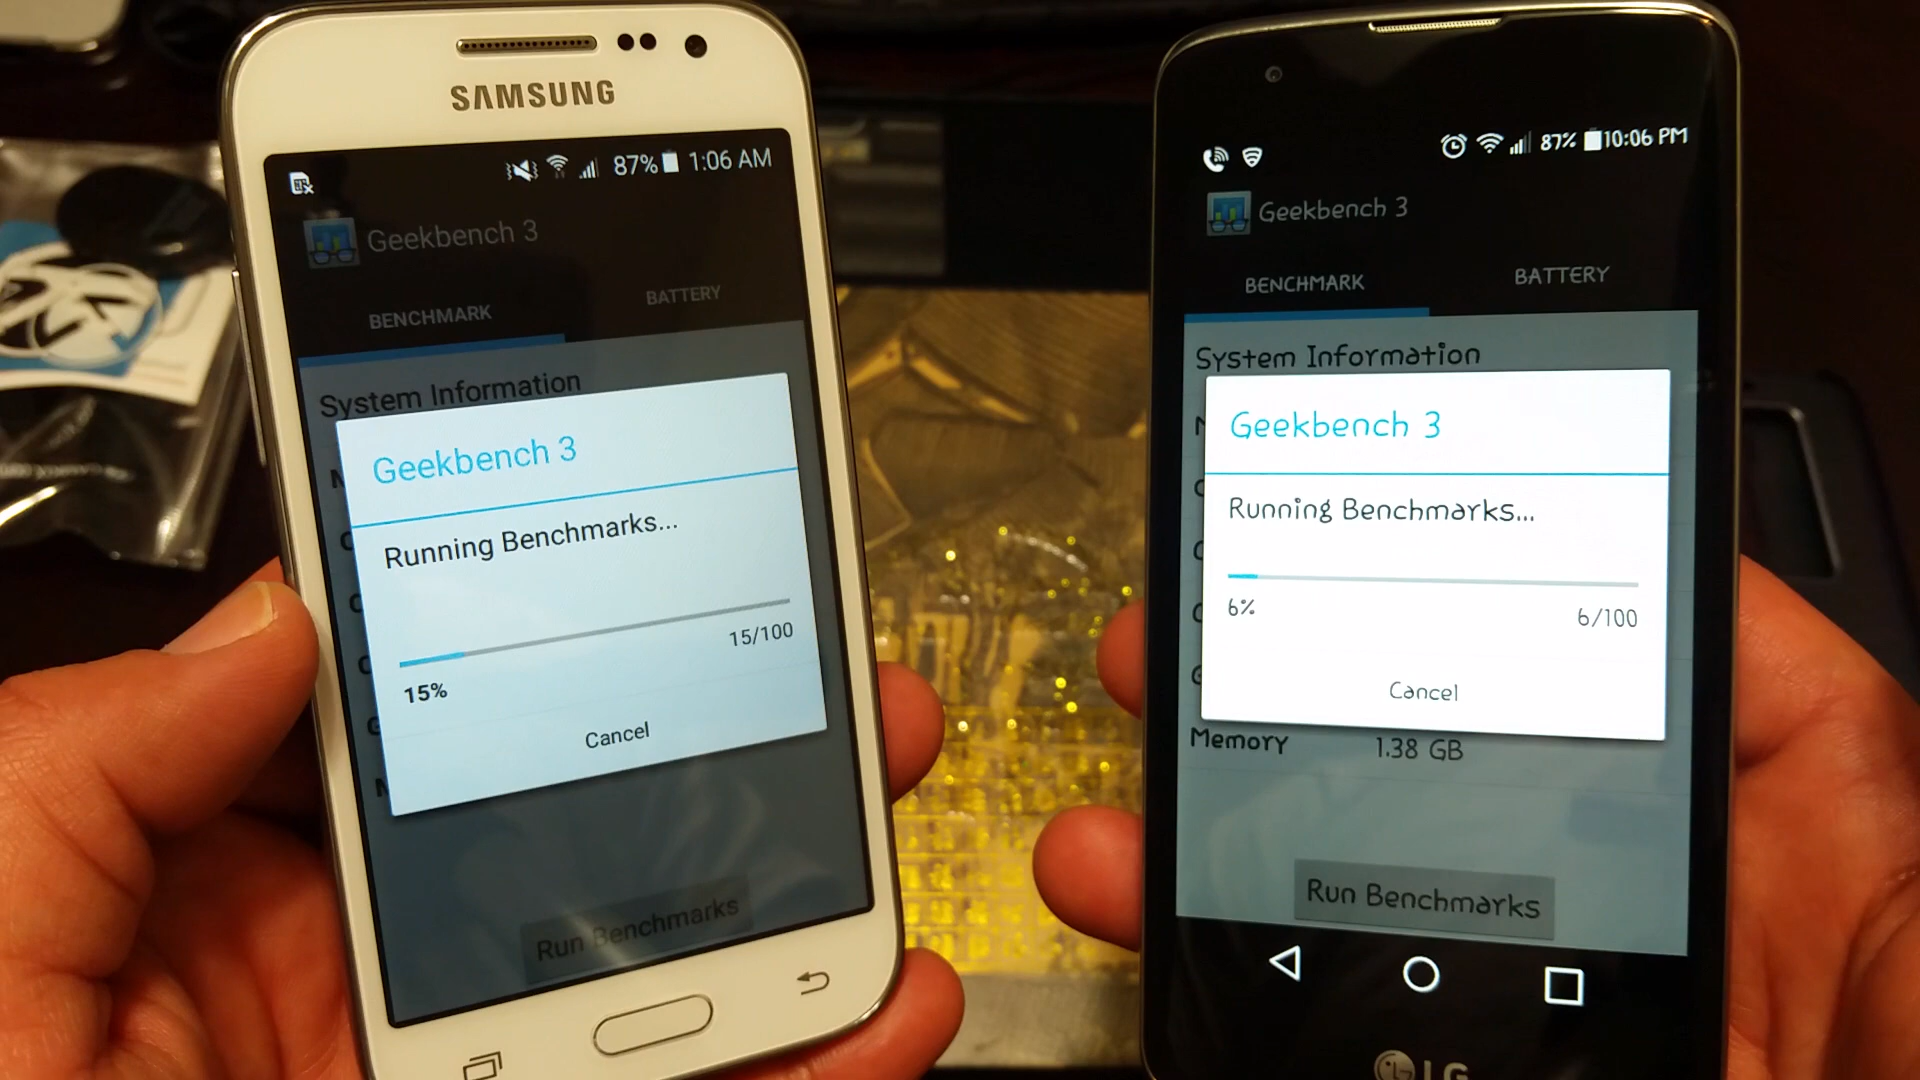 SAMSUNG
87% 1:06 AM
Geekbench 3
BENCHMARK
BATTERY
System Information
Geekbench 3
Running Benchmarks...
15/100
15%
Cancel
Run Benchmarks
87% 10:06 PM
Geekbench 3
BENCHMARK
BATTERY
System Information
Geekbench 3
Running Benchmarks...
6%
6/100
Cancel
Memory 1.38 GB
Run Benchmarks
LG